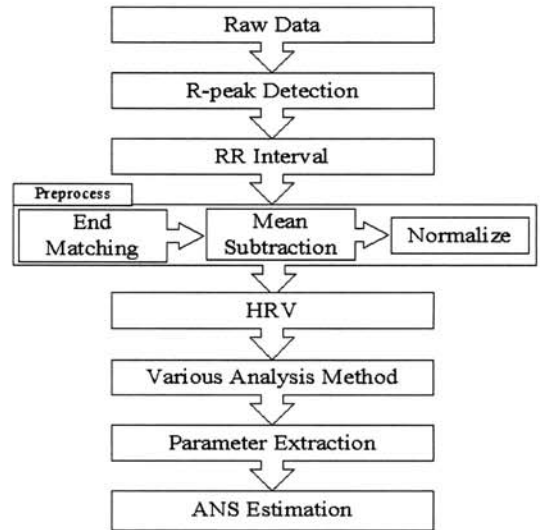 Raw Data
R-peak Detection
RR Interval
Preprocess
End
Matching
Mean
Subtraction
Normalize
HRV
Various Analysis Method
Parameter Extraction
ANS Estimation